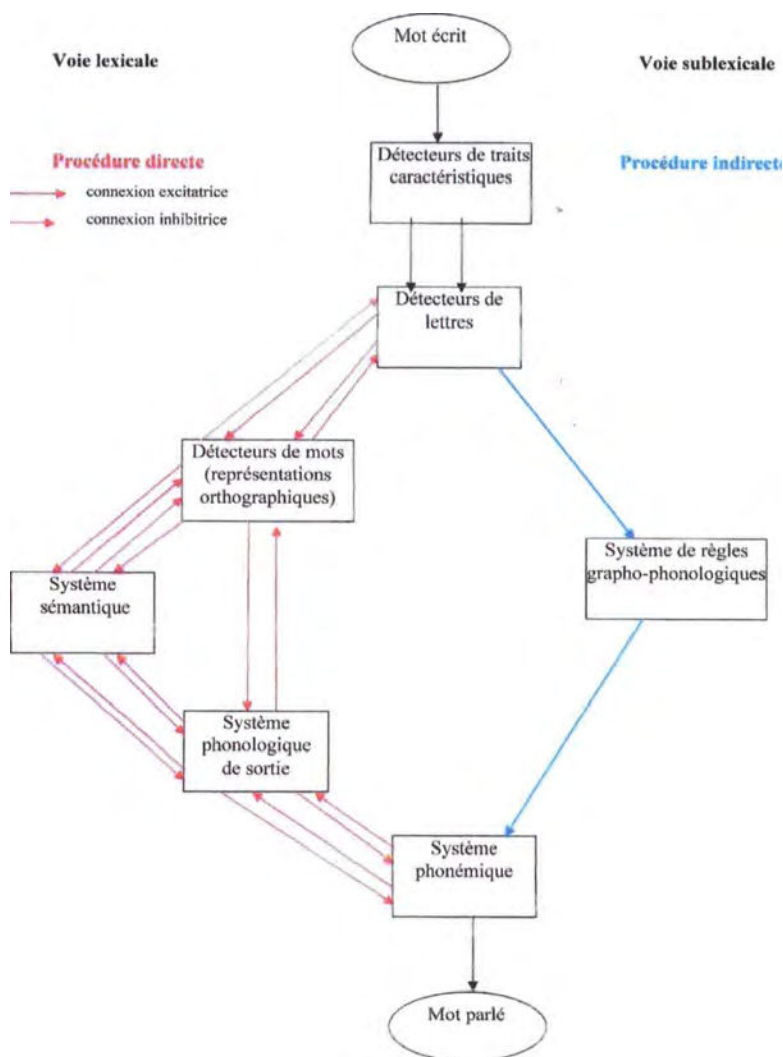 Mot écrit
Voie lexicale
Voie sublexicale
Procédure directe
connexion excitatrice
connexion inhibitrice
Détecteurs de traits
caractéristiques
Procédure indirecte
Détecteurs de
lettres
Détecteurs de mots
(représentations
orthographiques)
Système de règles
grapho-phonologiques
Système
sémantique
Système
phonologique
de sortie
Système
phonémique
Mot parlé